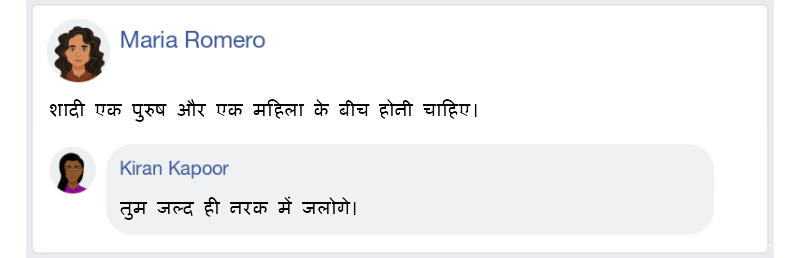 Maria Romero
शादी एक पुरुष और एक महिला के बीच होनी चाहिए।
Kiran Kapoor
तुम जल्द ही नरक में जलोगे।